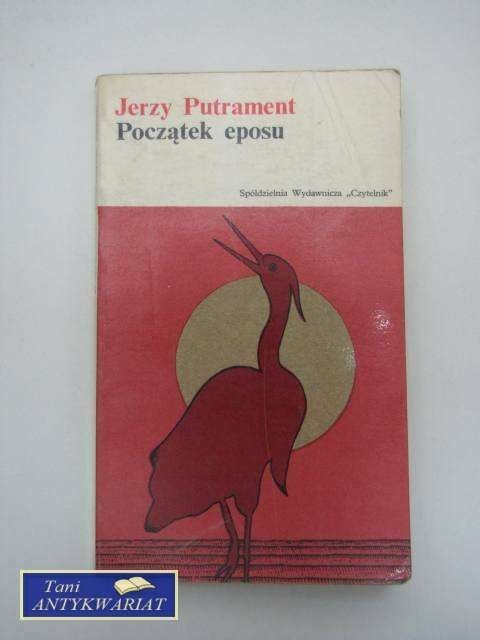 Jerzy Putrament
Początek eposu
Spółdzielnia Wydawnicza „Czytelnik"
Tani
ANTYKWARIAT